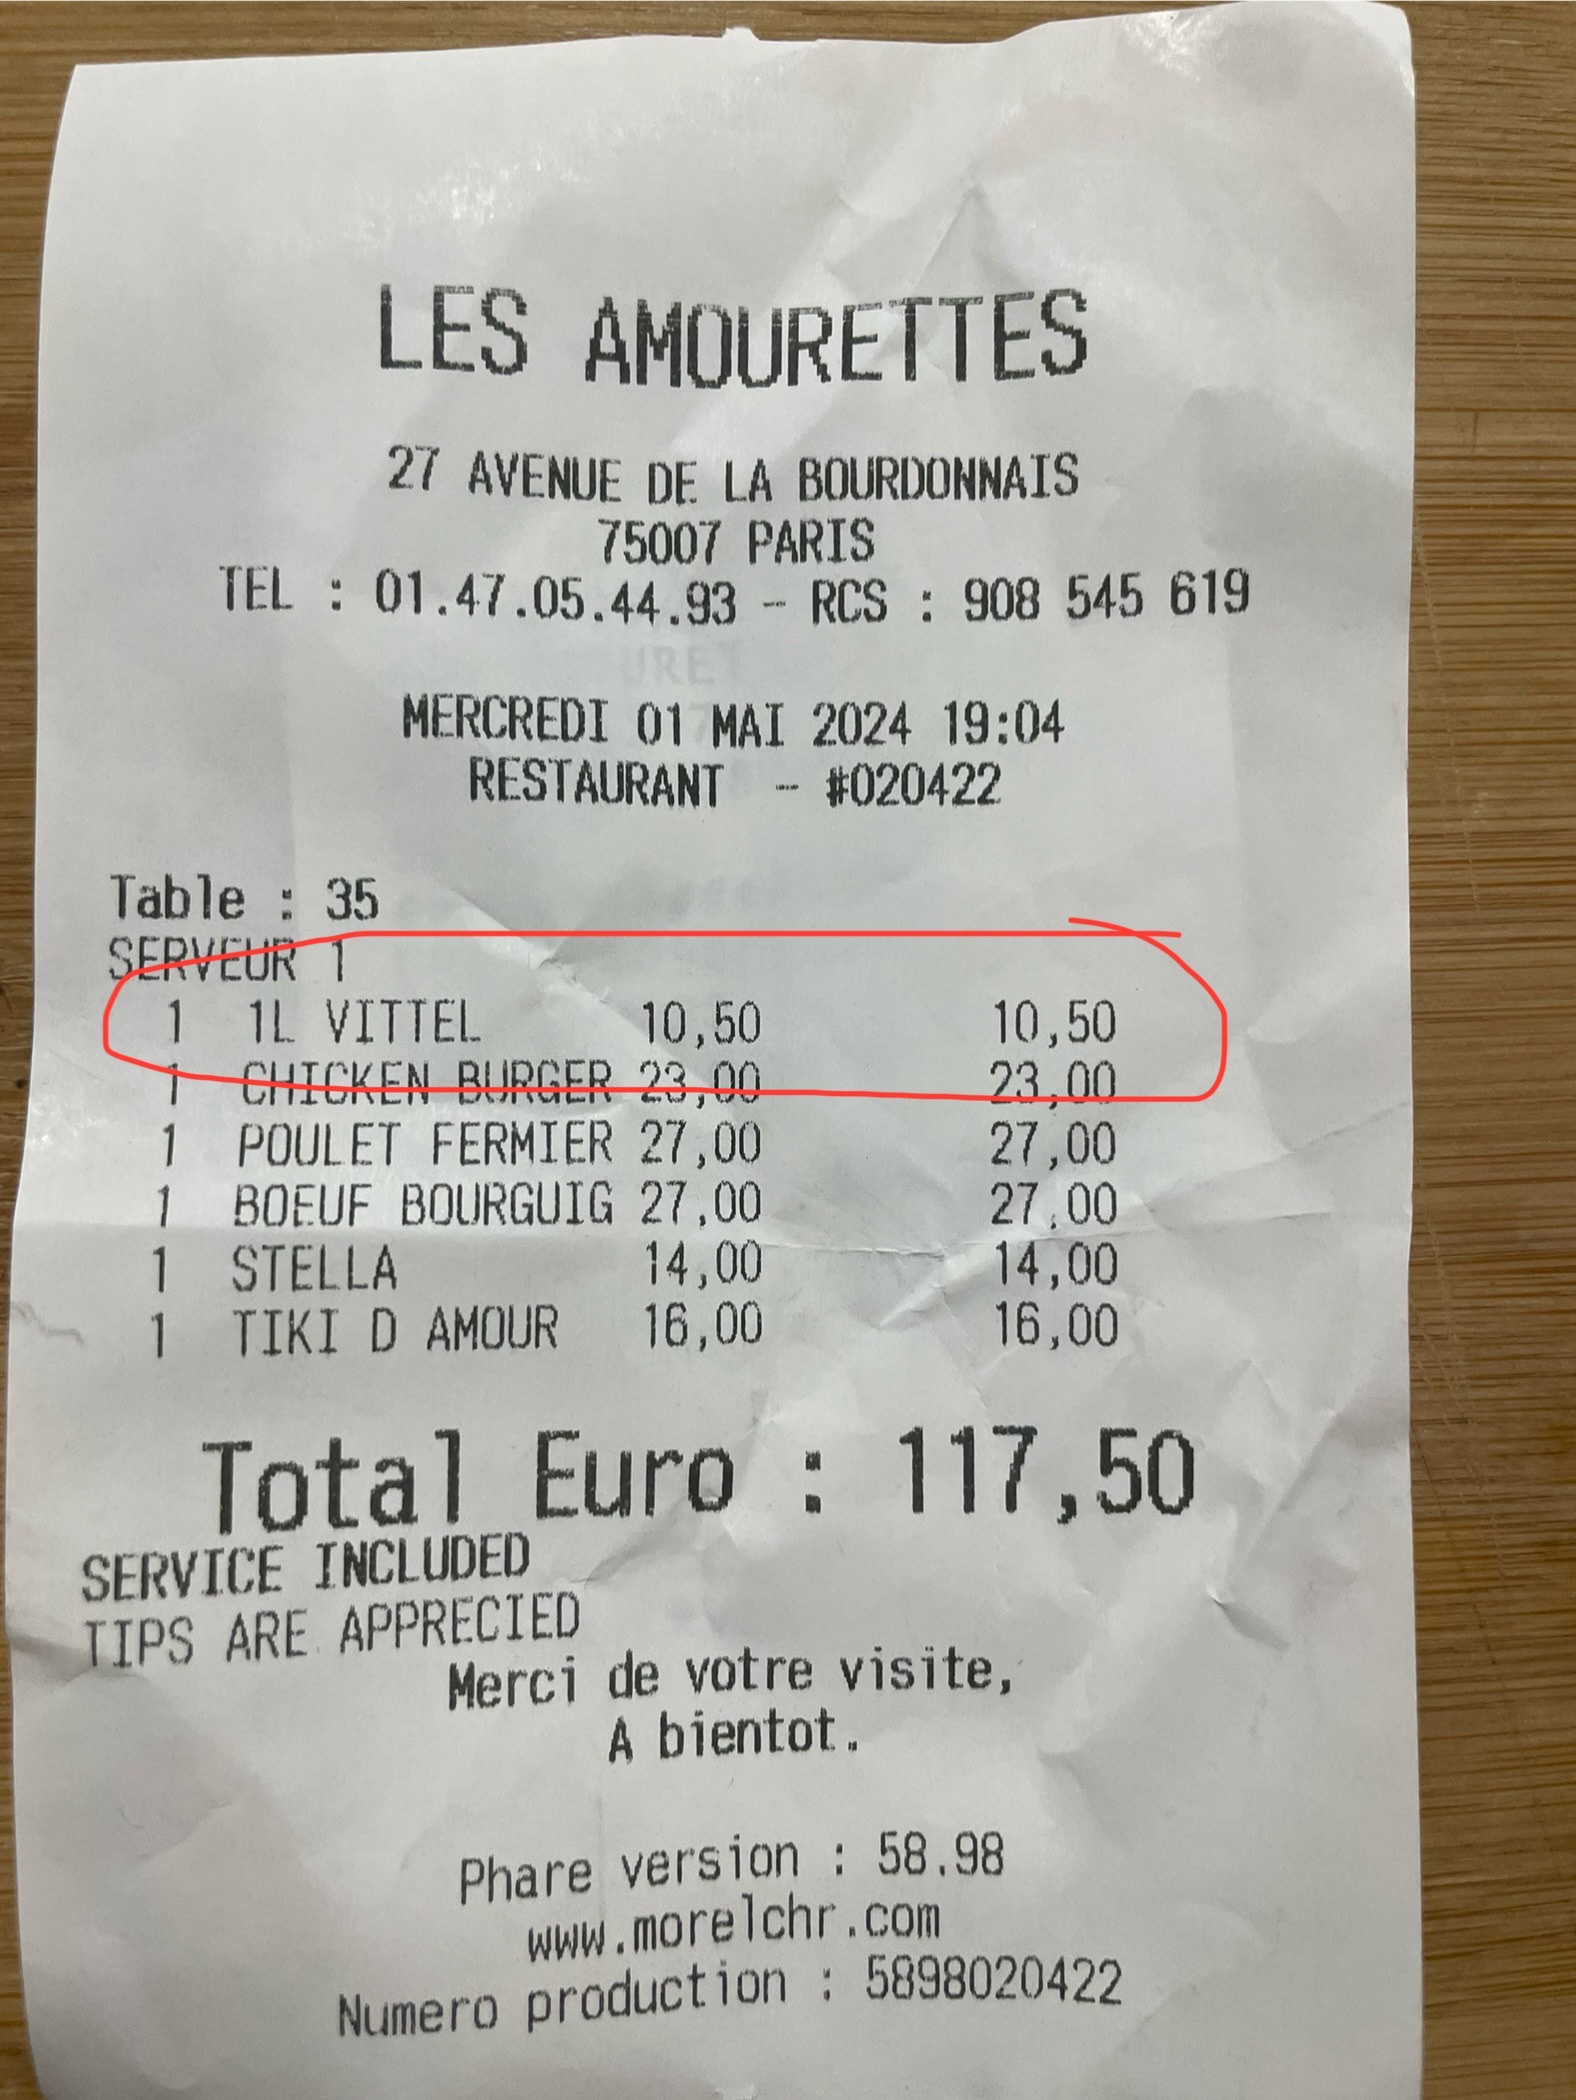 LES AMOURETTES
27 AVENUE DE LA BOURDONNAIS
75007 PARIS
TEL : 01.47.05.44.93 - RCS : 908 545 619
MERCREDI 01 MAI 2024 19:04
RESTAURANT - #020422
Table : 35
SERVEUR 1
1 1L VITTEL 10,50 10,50
1 CHICKEN BURGER 23,00 23,00
1 POULET FERMIER 27,00 27,00
1 BOEUF BOURGUIG 27,00 27,00
1 STELLA 14,00 14,00
1 TIKI D AMOUR 16,00 16,00
Total Euro : 117,50
SERVICE INCLUDED
TIPS ARE APPRECIED
Merci de votre visite,
A bientot.
Phare version : 58.98
www.morelchr.com
Numero production : 5898020422